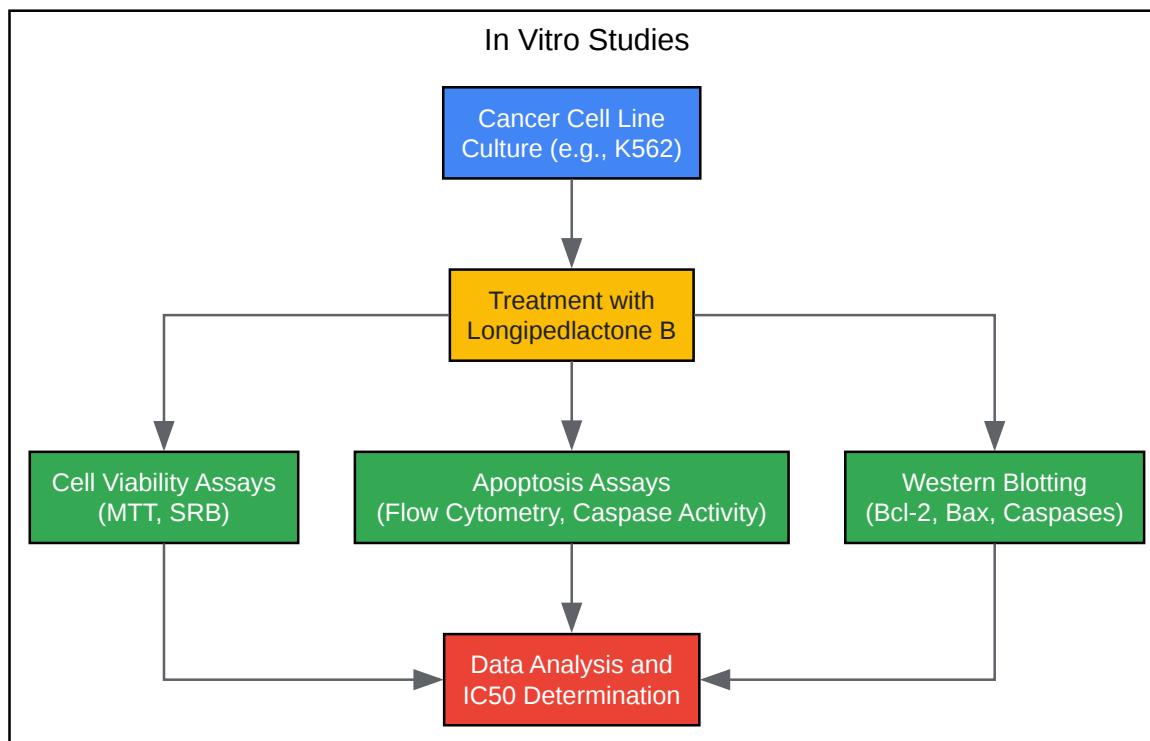 In Vitro Studies
Cancer Cell Line
Culture (e.g., K562)
Treatment with
Longipedlactone B
Cell Viability Assays
(MTT, SRB)
Apoptosis Assays
(Flow Cytometry, Caspase Activity)
Western Blotting
(Bcl-2, Bax, Caspases)
Data Analysis and
IC50 Determination